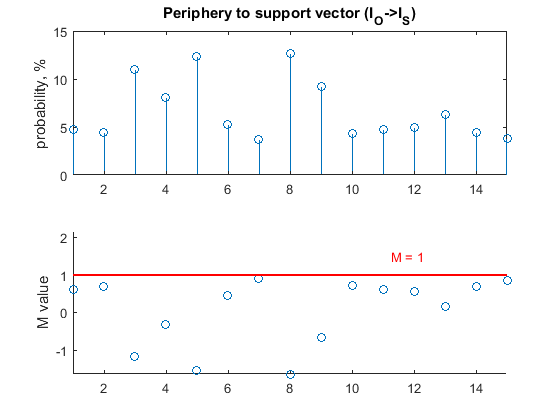 Periphery to support vector (I_O->I_S)
probability, %
15
10
5
0
2 4 6 8 10 12 14
M value
2
1
0
-1
M = 1
2 4 6 8 10 12 14